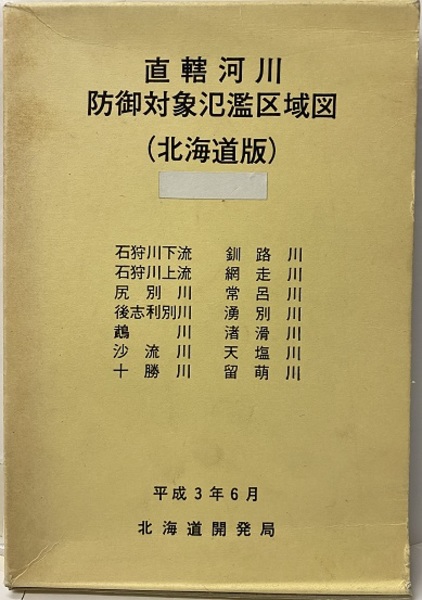 直轄河川
防御対象氾濫区域図
(北海道版)
石狩川下流 釧路川
石狩川上流 網走川
尻別川 常呂川
後志利別川 湧別川
鵡川 渚滑川
沙流川 天塩川
十勝川 留萌川
平成3年6月
北海道開発局